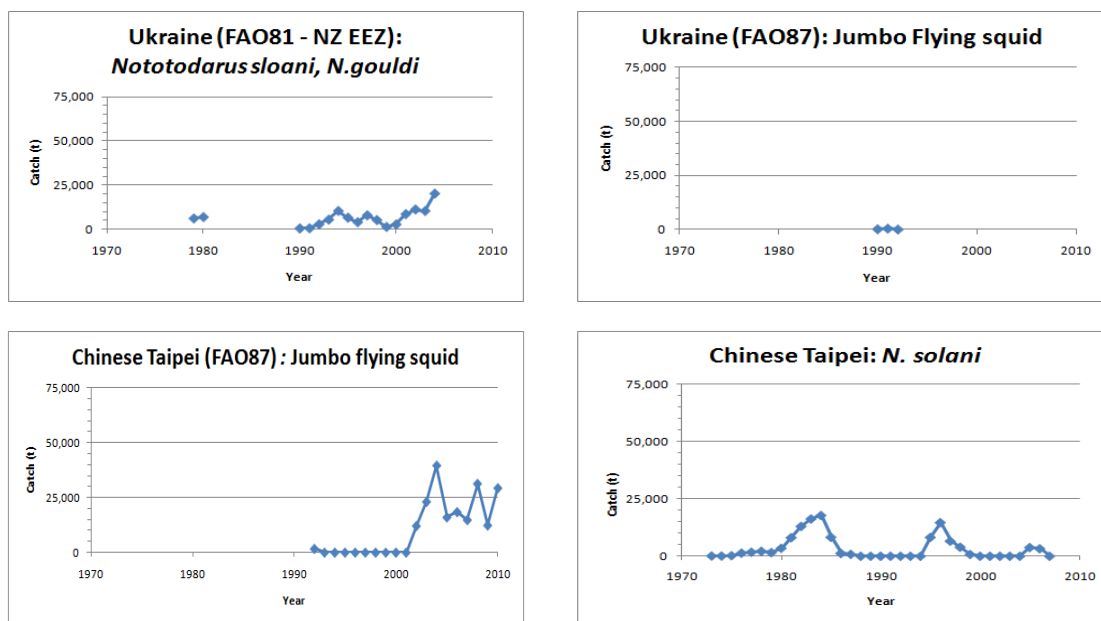 Ukraine (FAO81 - NZ EEZ):
Nototodarus sloani, N.gouldi
75,000
50,000
25,000
0
Catch (t)
1970
1980
1990
2000
2010
Year
Ukraine (FAO87): Jumbo Flying squid
75,000
50,000
25,000
0
Catch (t)
1970
1980
1990
2000
2010
Year
Chinese Taipei (FAO87) : Jumbo flying squid
75,000
50,000
25,000
0
Catch (t)
1970
1980
1990
2000
2010
Year
Chinese Taipei: N. solani
75,000
50,000
25,000
0
Catch (t)
1970
1980
1990
2000
2010
Year